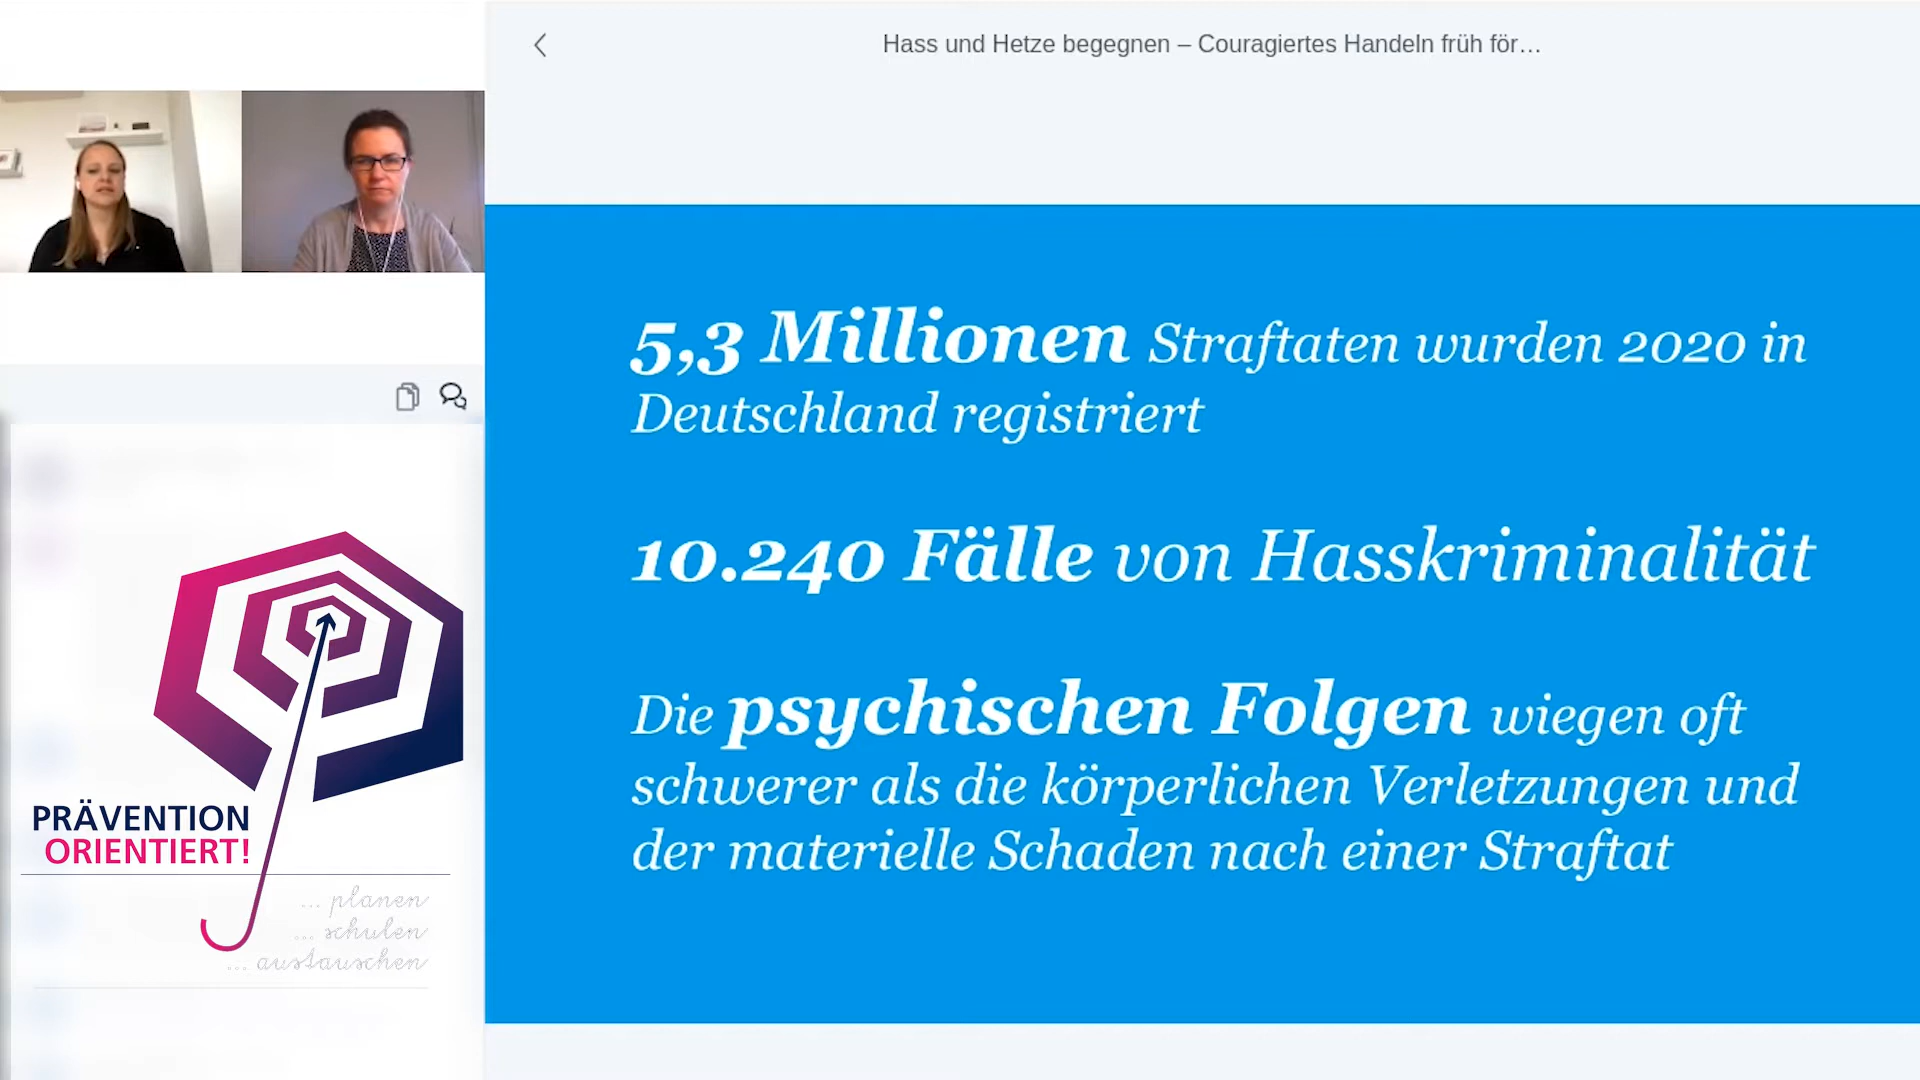 Hass und Hetze begegnen – Couragiertes Handeln früh för…
5,3 Millionen Straftaten wurden 2020 in
Deutschland registriert
10.240 Fälle von Hasskriminalität
Die psychischen Folgen wiegen oft
schwerer als die körperlichen Verletzungen und
der materielle Schaden nach einer Straftat
PRÄVENTION
ORIENTIERT!
... planen
... schulen
... austauschen